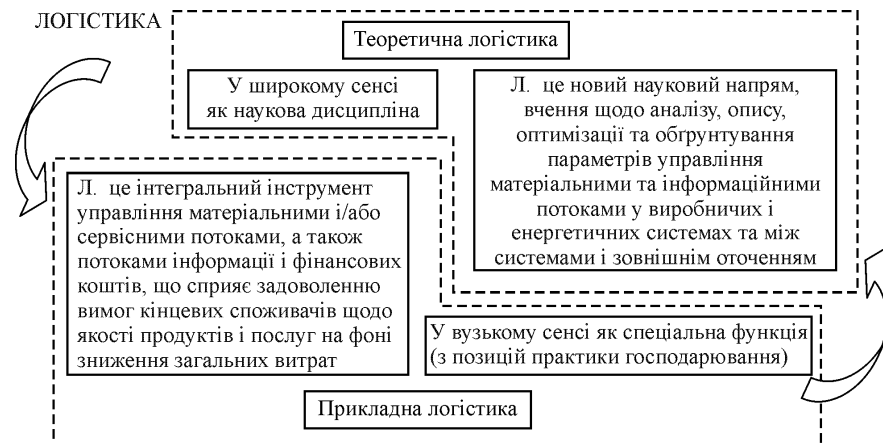 ЛОГІСТИКА
Теоретична логістика
У широкому сенсі
як наукова дисципліна
Л. це новий науковий напрям,
вчення щодо аналізу, опису,
оптимізації та обґрунтування
параметрів управління
матеріальними та інформаційними
потоками у виробничих і
енергетичних системах та між
системами і зовнішнім оточенням
Л. це інтегральний інструмент
управління матеріальними і/або
сервісними потоками, а також
потоками інформації і фінансових
коштів, що сприяє задоволенню
вимог кінцевих споживачів щодо
якості продуктів і послуг на фоні
зниження загальних витрат
У вузькому сенсі як спеціальна функція
(з позицій практики господарювання)
Прикладна логістика